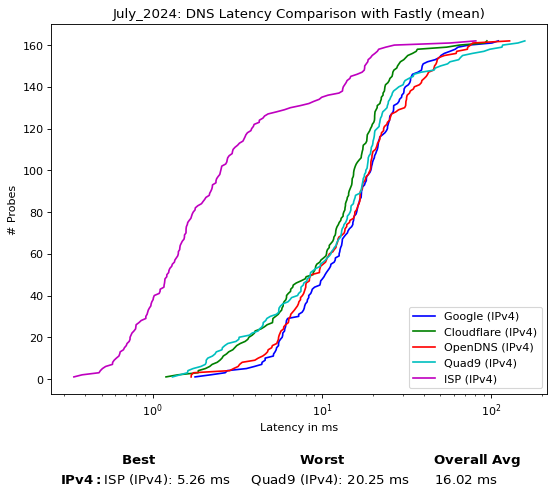 July_2024: DNS Latency Comparison with Fastly (mean)
160
140
120
100
80
60
40
20
0
# Probes
Google (IPv4)
Cloudflare (IPv4)
OpenDNS (IPv4)
Quad9 (IPv4)
ISP (IPv4)
10⁰ 10¹ 10²
Latency in ms
Best Worst Overall Avg
IPv4: ISP (IPv4): 5.26 ms Quad9 (IPv4): 20.25 ms 16.02 ms